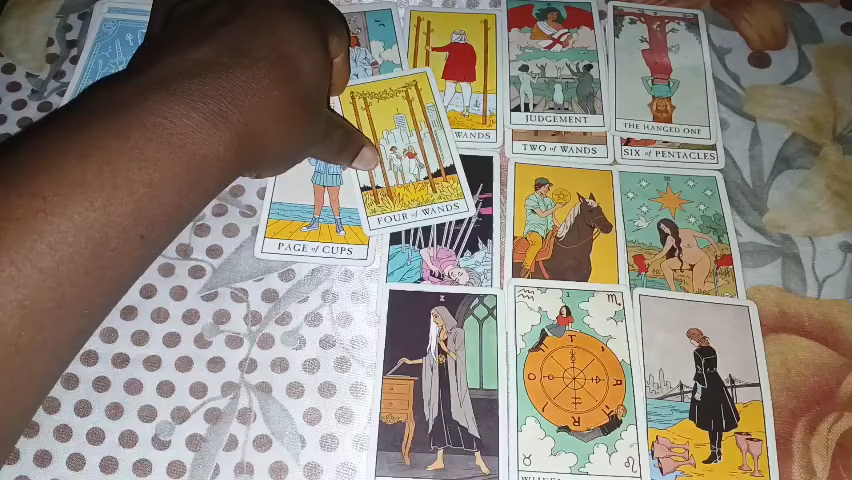 WANDS
JUDGEMENT
THE HANGED ONE
TWO of WANDS
SIX of PENTACLES
FOUR of WANDS
PAGE of CUPS
X
T
A
R
O